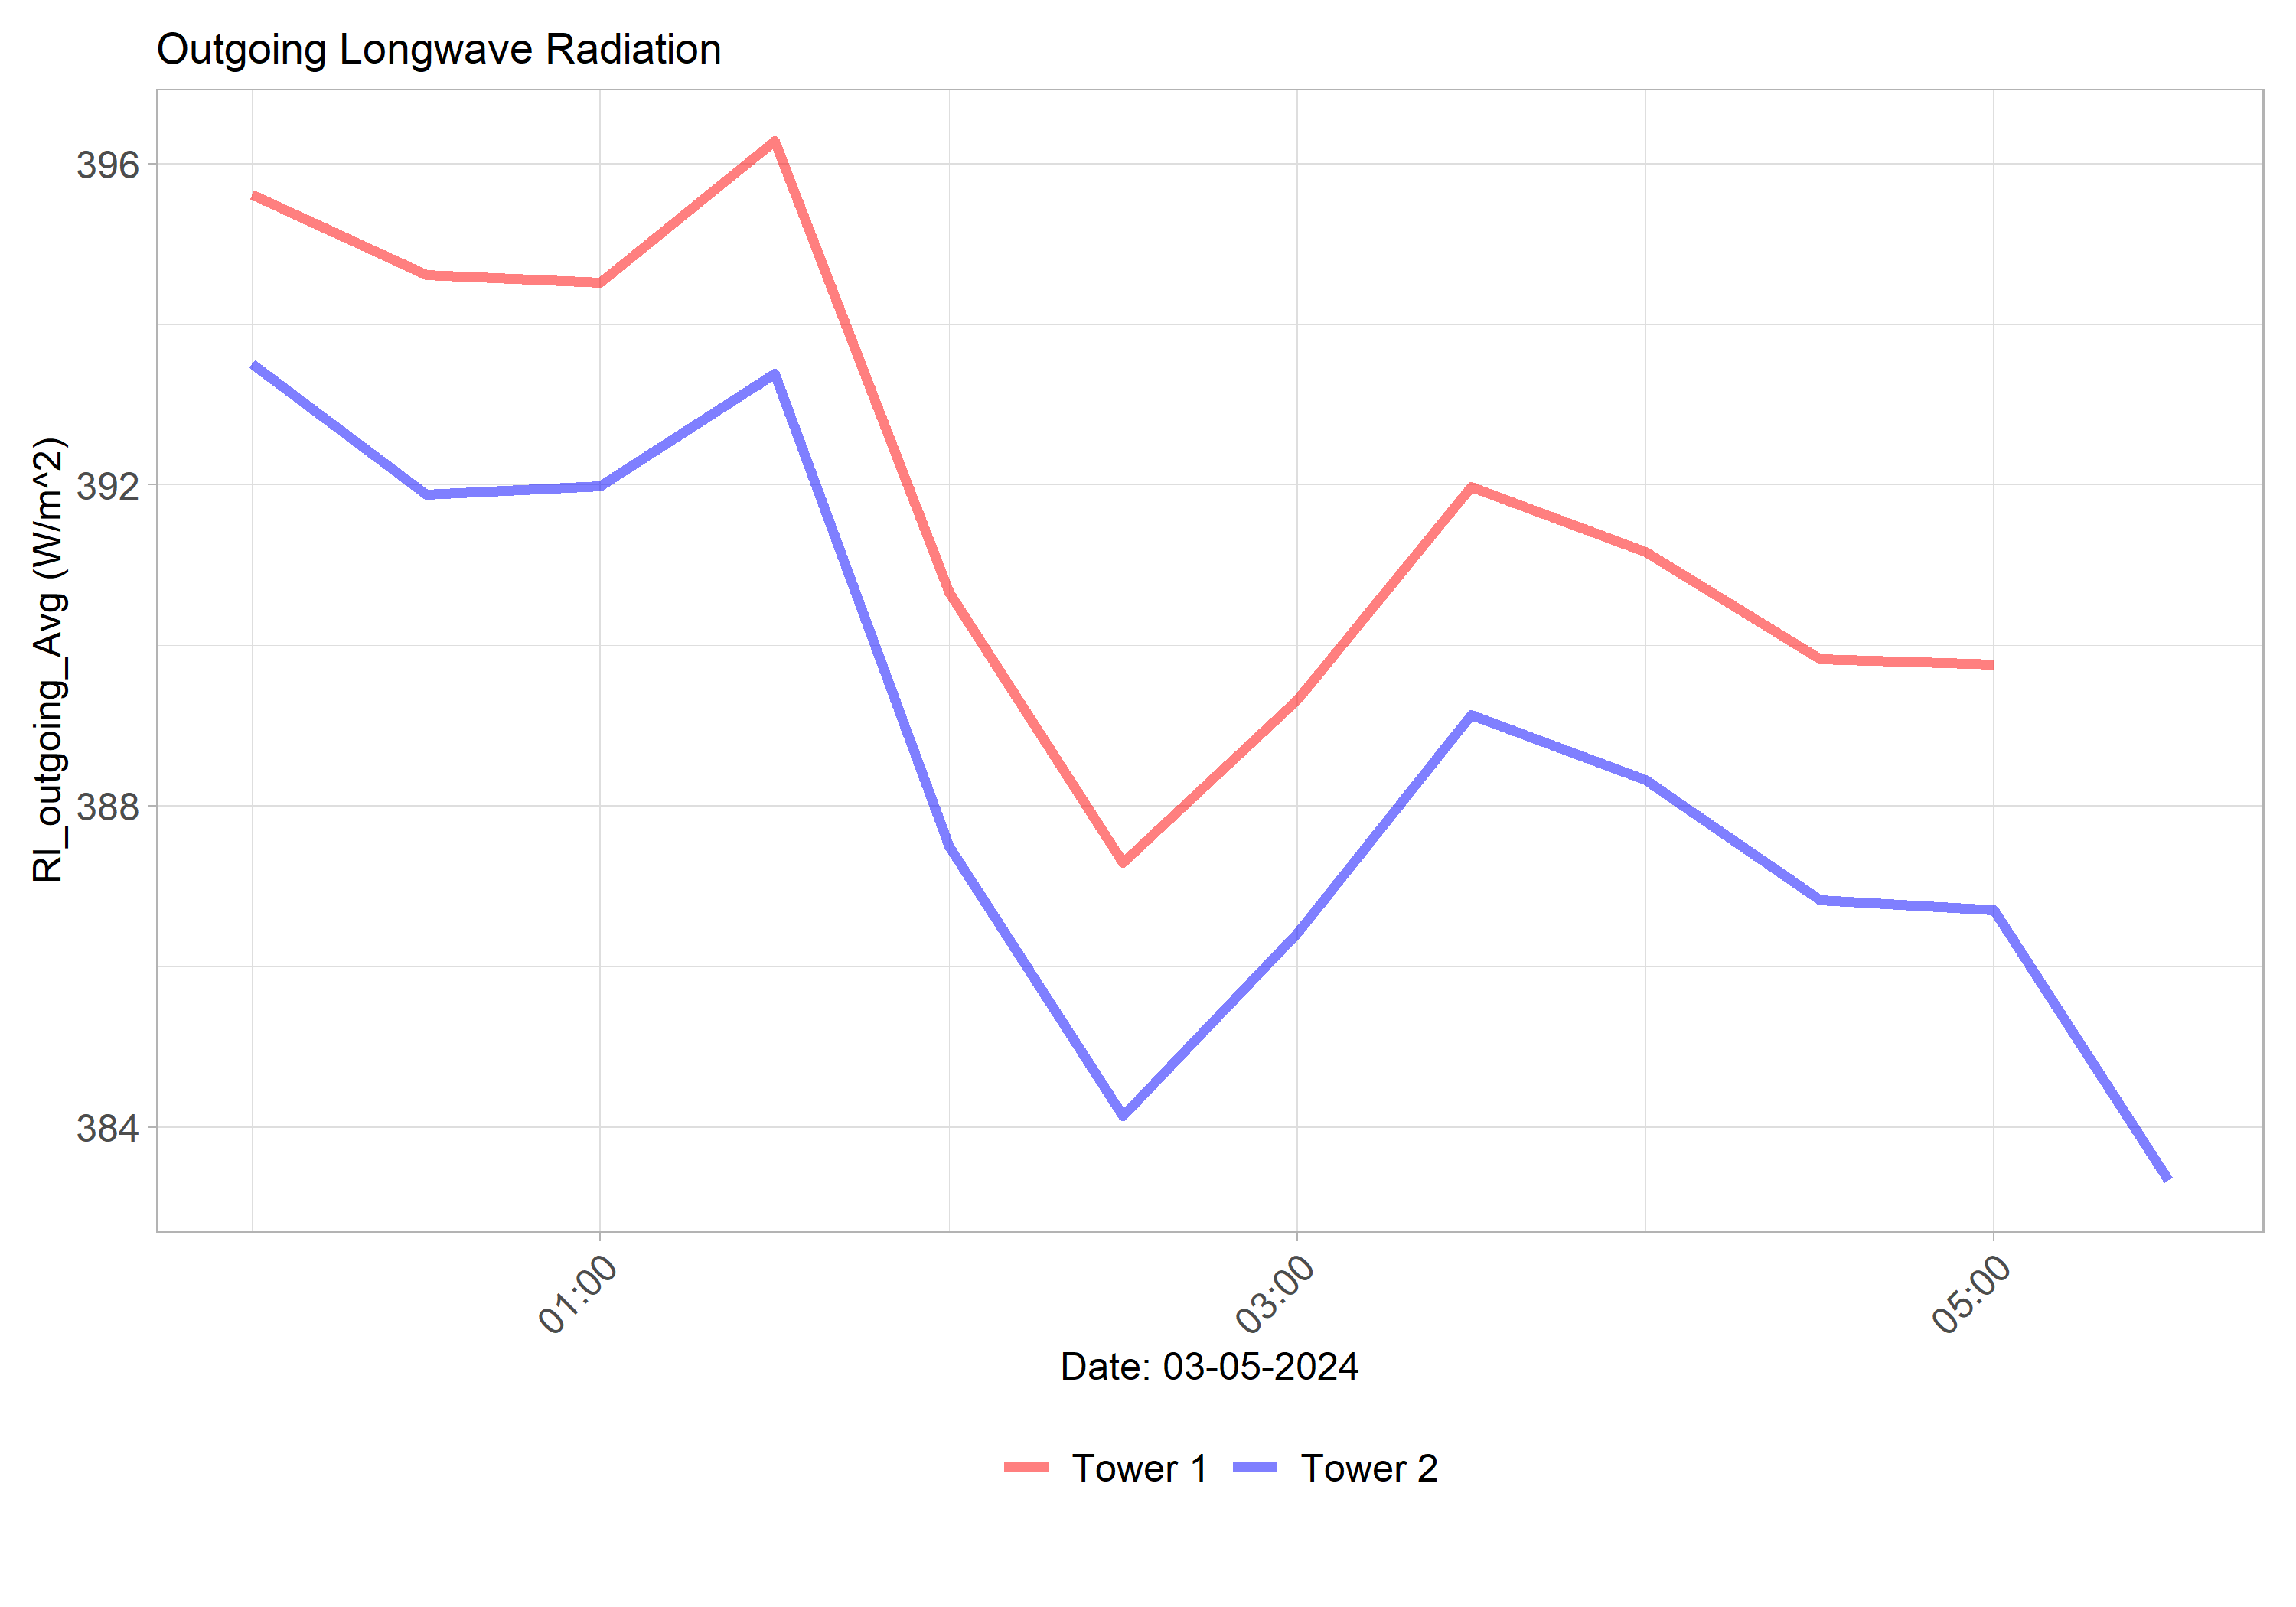 Outgoing Longwave Radiation
Rl_outgoing_Avg (W/m^2)
396
392
388
384
01:00
03:00
05:00
Date: 03-05-2024
Tower 1
Tower 2